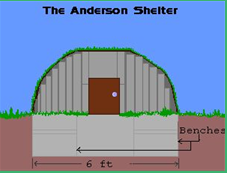 The Anderson Shelter
Benches
6 ft